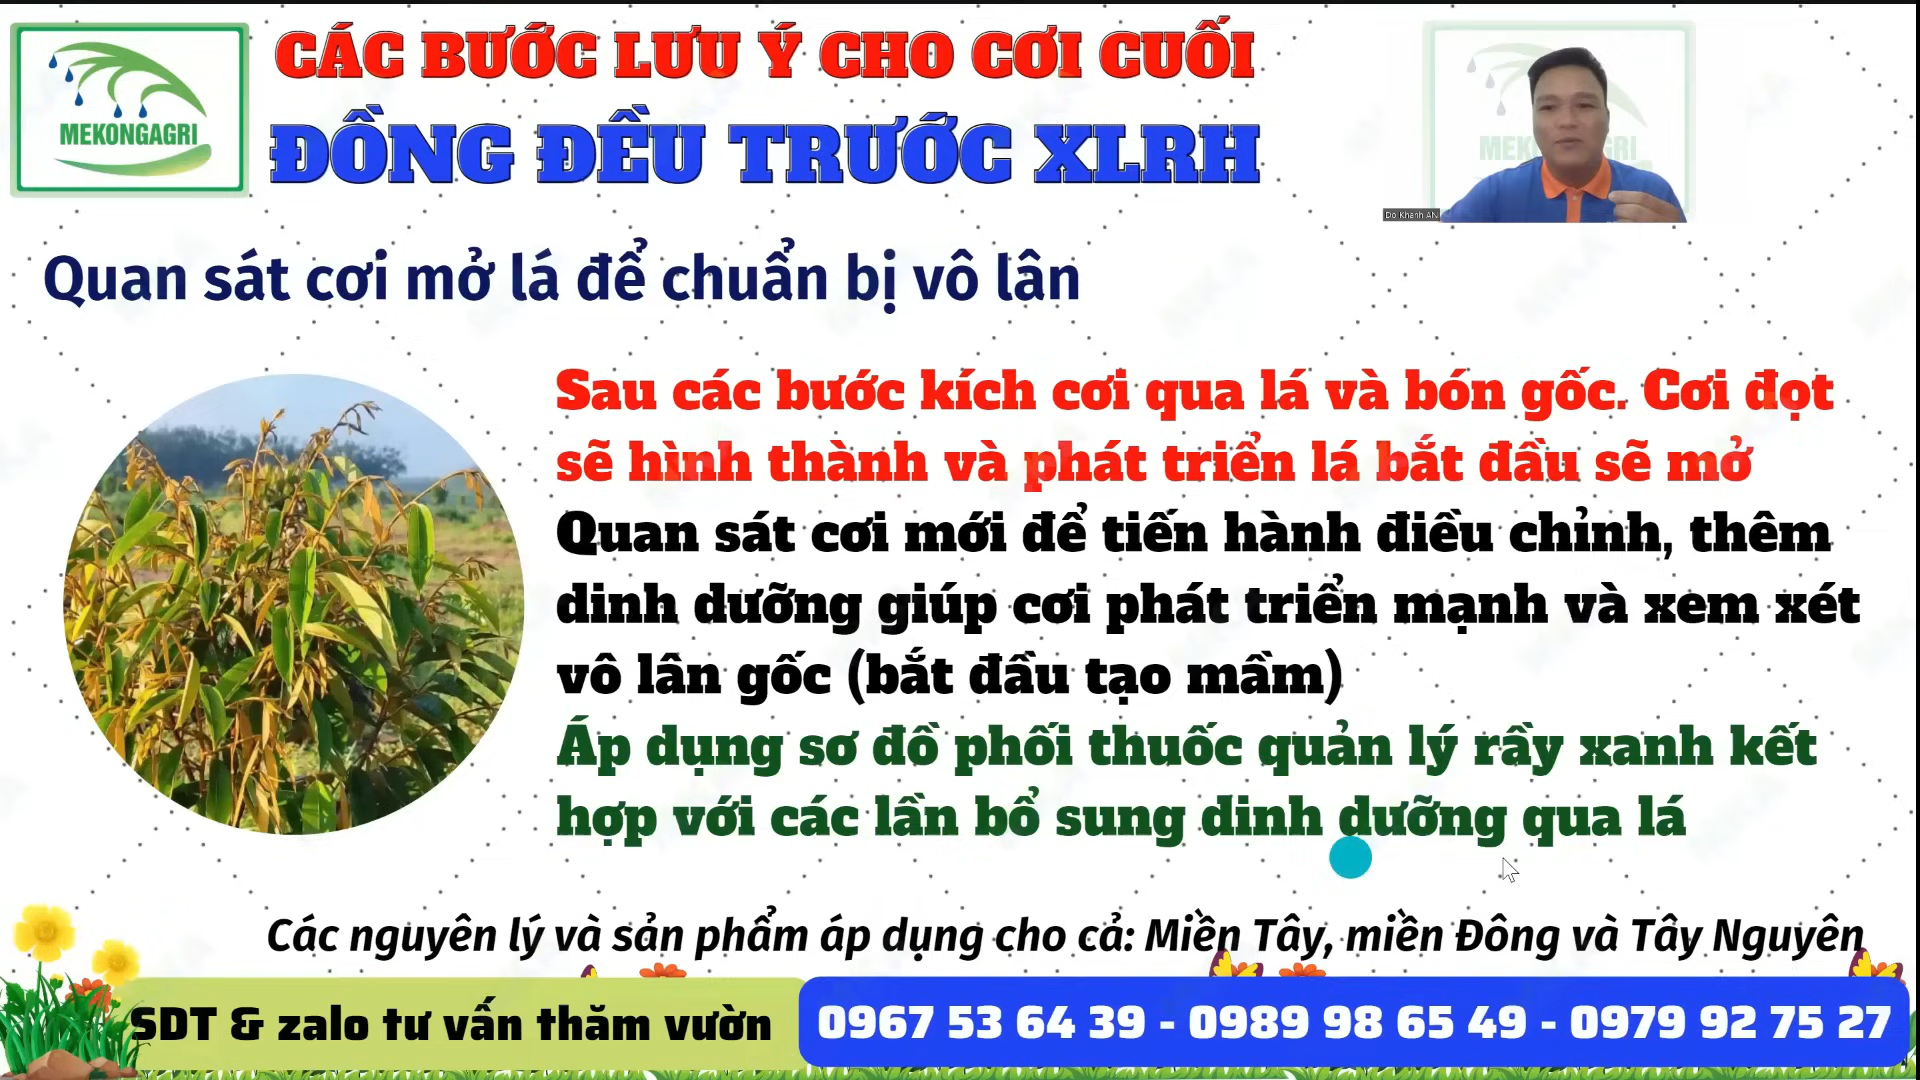 MEKONGAGRI
CÁC BƯỚC LƯU Ý CHO CƠI CUỐI
ĐỒNG ĐỀU TRƯỚC XLRH
MEKONGAGRI
Do Khanh AN
Quan sát cơi mở lá để chuẩn bị vô lân
Sau các bước kích cơi qua lá và bón gốc. Cơi đọt
sẽ hình thành và phát triển lá bắt đầu sẽ mở
Quan sát cơi mới để tiến hành điều chỉnh, thêm
dinh dưỡng giúp cơi phát triển mạnh và xem xét
vô lân gốc (bắt đầu tạo mầm)
Áp dụng sơ đồ phối thuốc quản lý rầy xanh kết
hợp với các lần bổ sung dinh dưỡng qua lá
Các nguyên lý và sản phẩm áp dụng cho cả: Miền Tây, miền Đông và Tây Nguyên
SDT & zalo tư vấn thăm vườn
0967 53 64 39 - 0989 98 65 49 - 0979 92 75 27